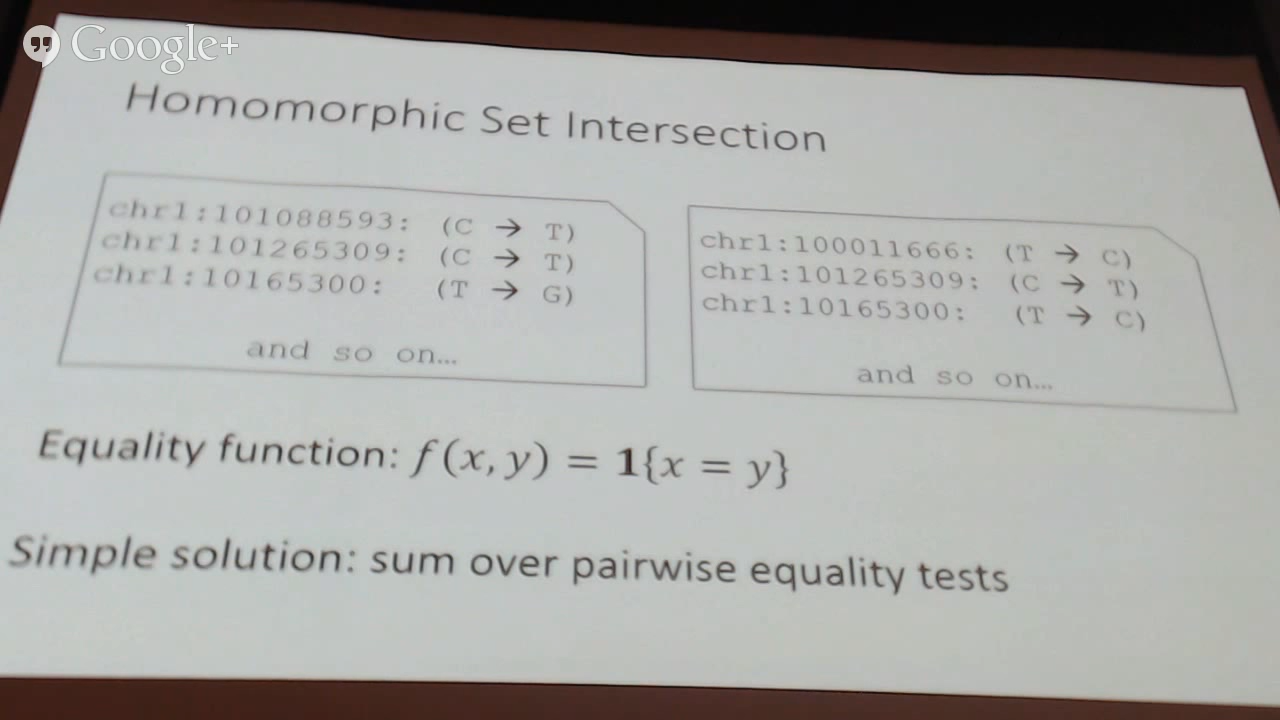 Google+
Homomorphic Set Intersection
chr1:101088593: (C → T)
chr1:101265309: (C → T)
chr1:10165300: (T → G)
and so on...
chr1:100011666: (T → C)
chr1:101265309: (C → T)
chr1:10165300: (T → C)
and so on...
Equality function: f(x, y) = 1{x = y}
Simple solution: sum over pairwise equality tests